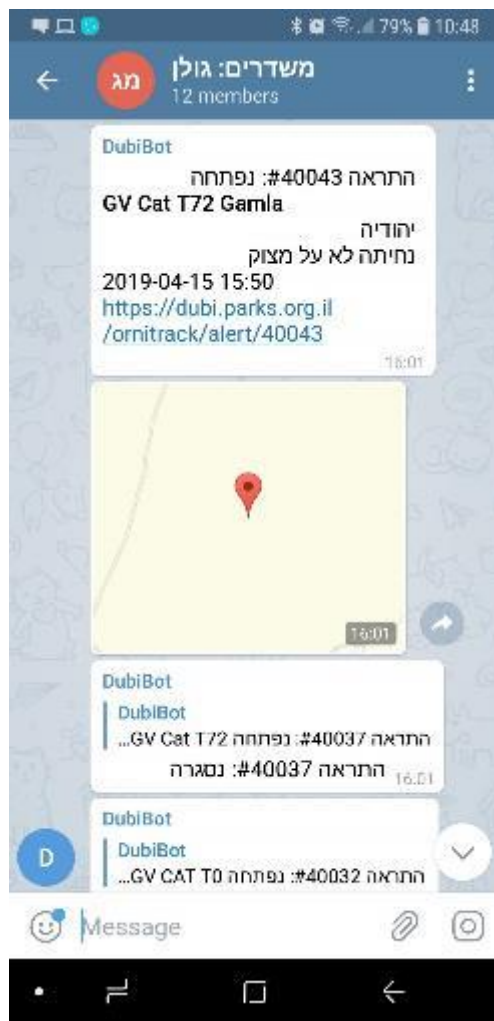 79% 10:48
משדרים: גולן
מג
12 members
DubiBot
התראה 40043#: נפתחה
GV Cat T72 Gamla
יהודיה
נחיתה לא על מצוק
2019-04-15 15:50
https://dubi.parks.org.il
/ornitrack/alert/40043
16:01
16:01
DubiBot
DubiBot
התראה 40037#: נפתחה GV Cat T72...
התראה 40037#: נסגרה
16:01
DubiBot
D
DubiBot
התראה 40032#: נפתחה GV CAT T0...
Message